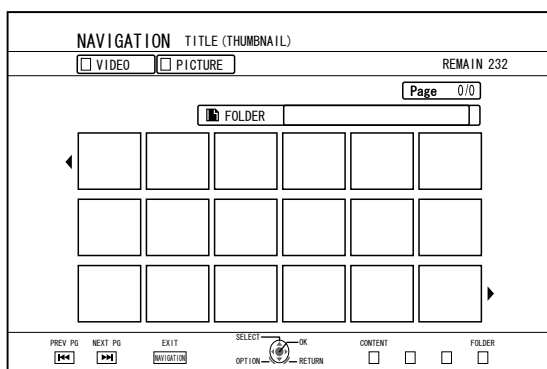 NAVIGATION TITLE (THUMBNAIL)
VIDEO PICTURE REMAIN 232
Page 0/0
FOLDER
PREV PG NEXT PG EXIT SELECT OK CONTENT FOLDER
NAVIGATION OPTION RETURN